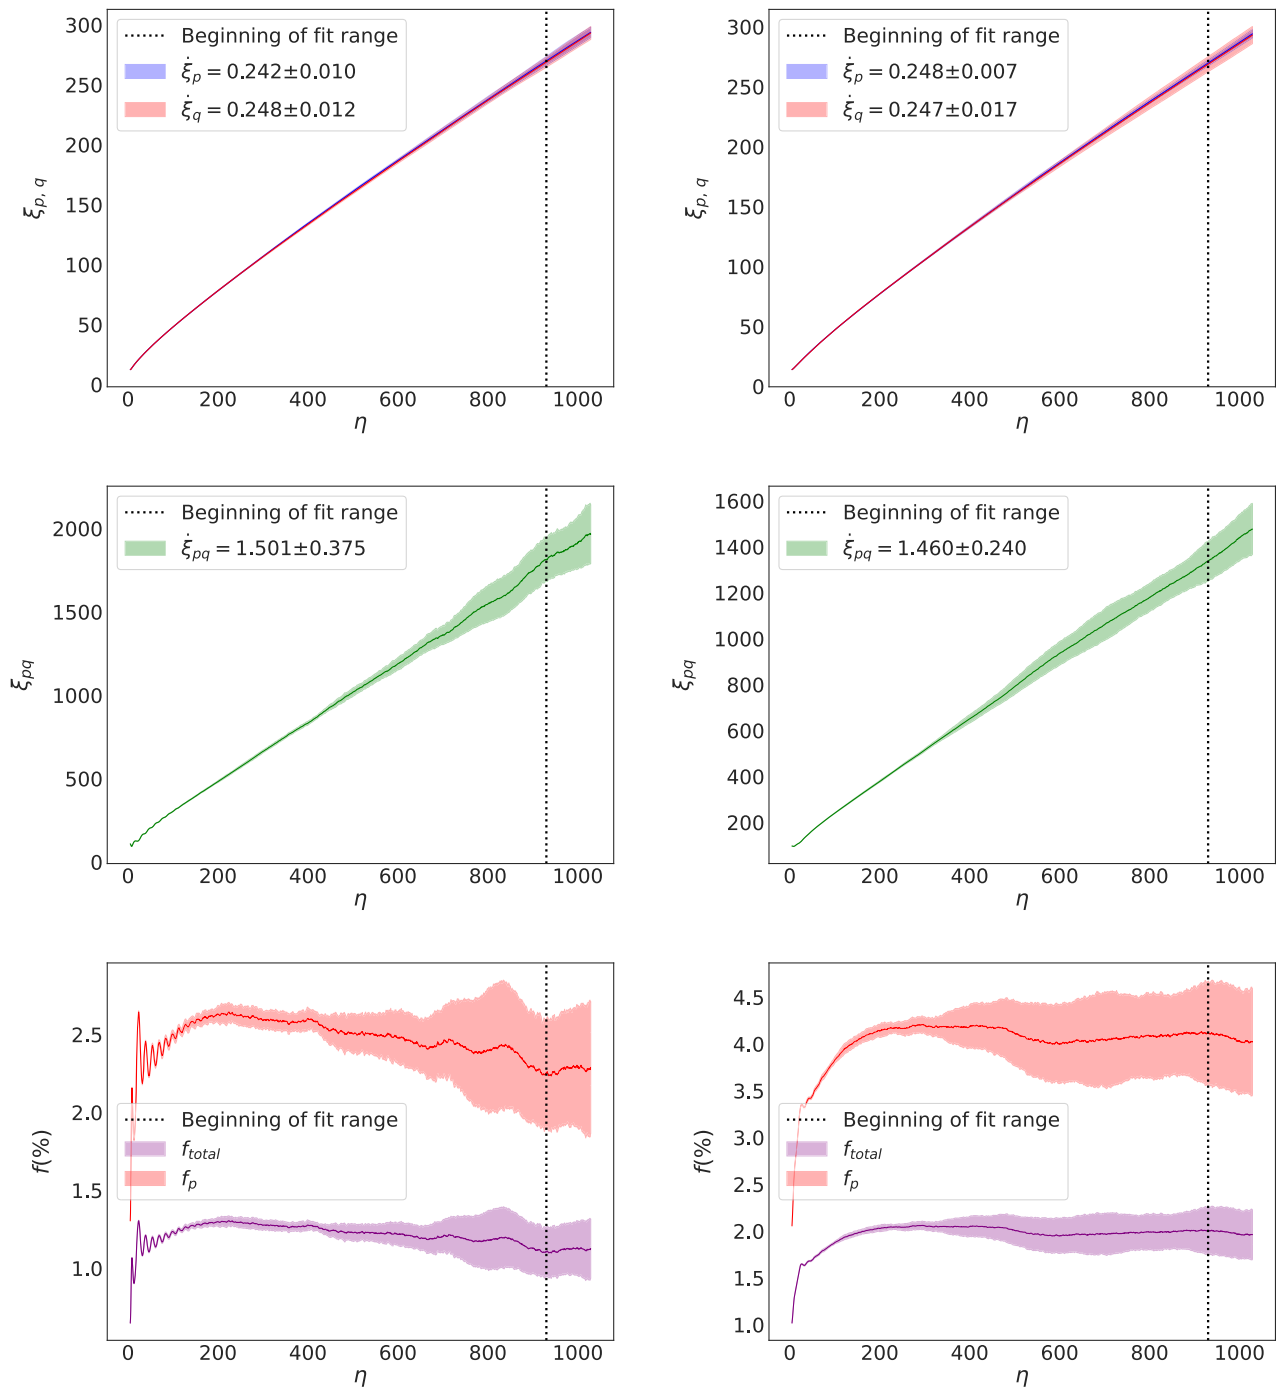 300
250
200
150
100
50
0
ξp, q
Beginning of fit range
ξ̇p = 0.242±0.010
ξ̇q = 0.248±0.012
0 200 400 600 800 1000
η
300
250
200
150
100
50
0
ξp, q
Beginning of fit range
ξ̇p = 0.248±0.007
ξ̇q = 0.247±0.017
0 200 400 600 800 1000
η
2000
1500
1000
500
0
ξpq
Beginning of fit range
ξ̇pq = 1.501±0.375
0 200 400 600 800 1000
η
1600
1400
1200
1000
800
600
400
200
ξpq
Beginning of fit range
ξ̇pq = 1.460±0.240
0 200 400 600 800 1000
η
2.5
2.0
1.5
1.0
f(%)
Beginning of fit range
ftotal
fp
0 200 400 600 800 1000
η
4.5
4.0
3.5
3.0
2.5
2.0
1.5
1.0
f(%)
Beginning of fit range
ftotal
fp
0 200 400 600 800 1000
η